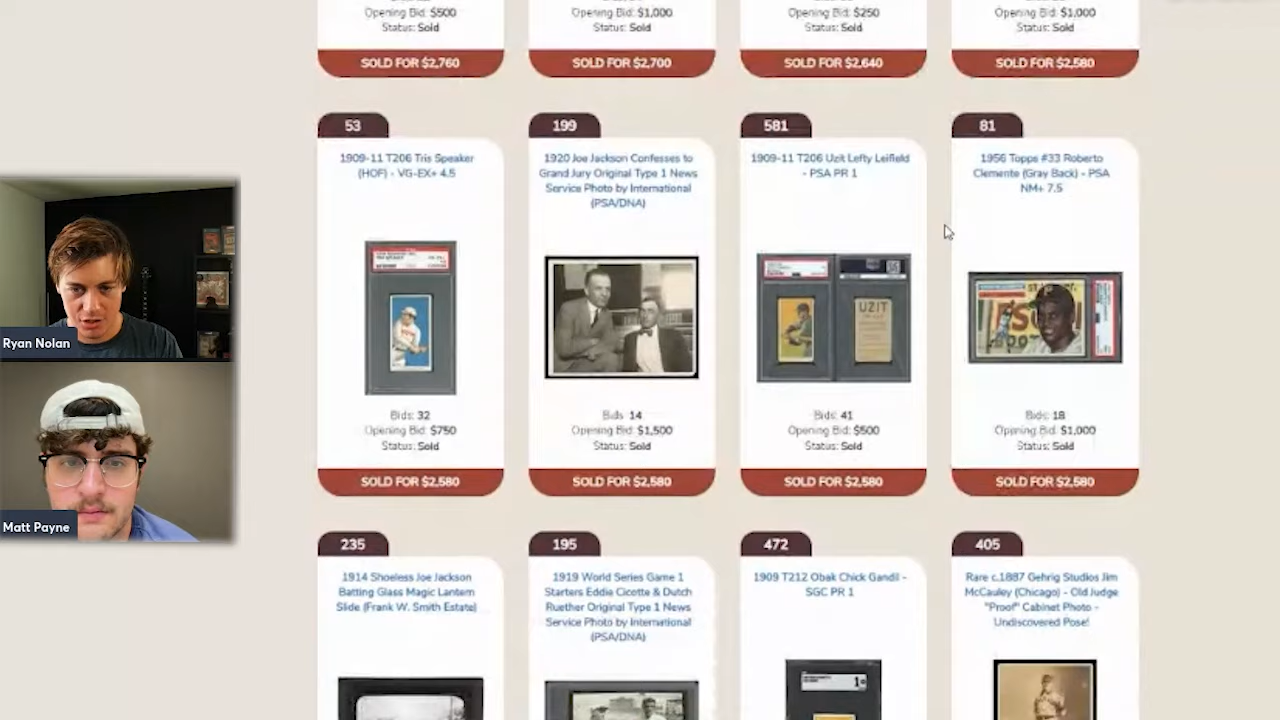 Opening Bid: $500
Status: Sold
SOLD FOR $2,760
Opening Bid: $1,000
Status: Sold
SOLD FOR $2,700
Opening Bid: $250
Status: Sold
SOLD FOR $2,640
Opening Bid: $1,000
Status: Sold
SOLD FOR $2,580
53
1909-11 T206 Tris Speaker
(HOF) - VG-EX+ 4.5
Bids: 32
Opening Bid: $750
Status: Sold
SOLD FOR $2,580
199
1920 Joe Jackson Confesses to
Grand Jury Original Type 1 News
Service Photo by International
(PSA/DNA)
Bids: 14
Opening Bid: $1,500
Status: Sold
SOLD FOR $2,580
581
1909-11 T206 Uzit Lefty Leifield
- PSA PR 1
UZIT
Bids: 41
Opening Bid: $500
Status: Sold
SOLD FOR $2,580
81
1956 Topps #33 Roberto
Clemente (Gray Back) - PSA
NM+ 7.5
Bids: 18
Opening Bid: $1,000
Status: Sold
SOLD FOR $2,580
235
1914 Shoeless Joe Jackson
Batting Glass Magic Lantern
Slide (Frank W. Smith Estate)
195
1919 World Series Game 1
Starters Eddie Cicotte & Dutch
Ruether Original Type 1 News
Service Photo by International
(PSA/DNA)
472
1909 T212 Obak Chick Gandil -
SGC PR 1
1
405
Rare c.1887 Gehrig Studios Jim
McCauley (Chicago) - Old Judge
"Proof" Cabinet Photo -
Undiscovered Pose!
Ryan Nolan
Matt Payne